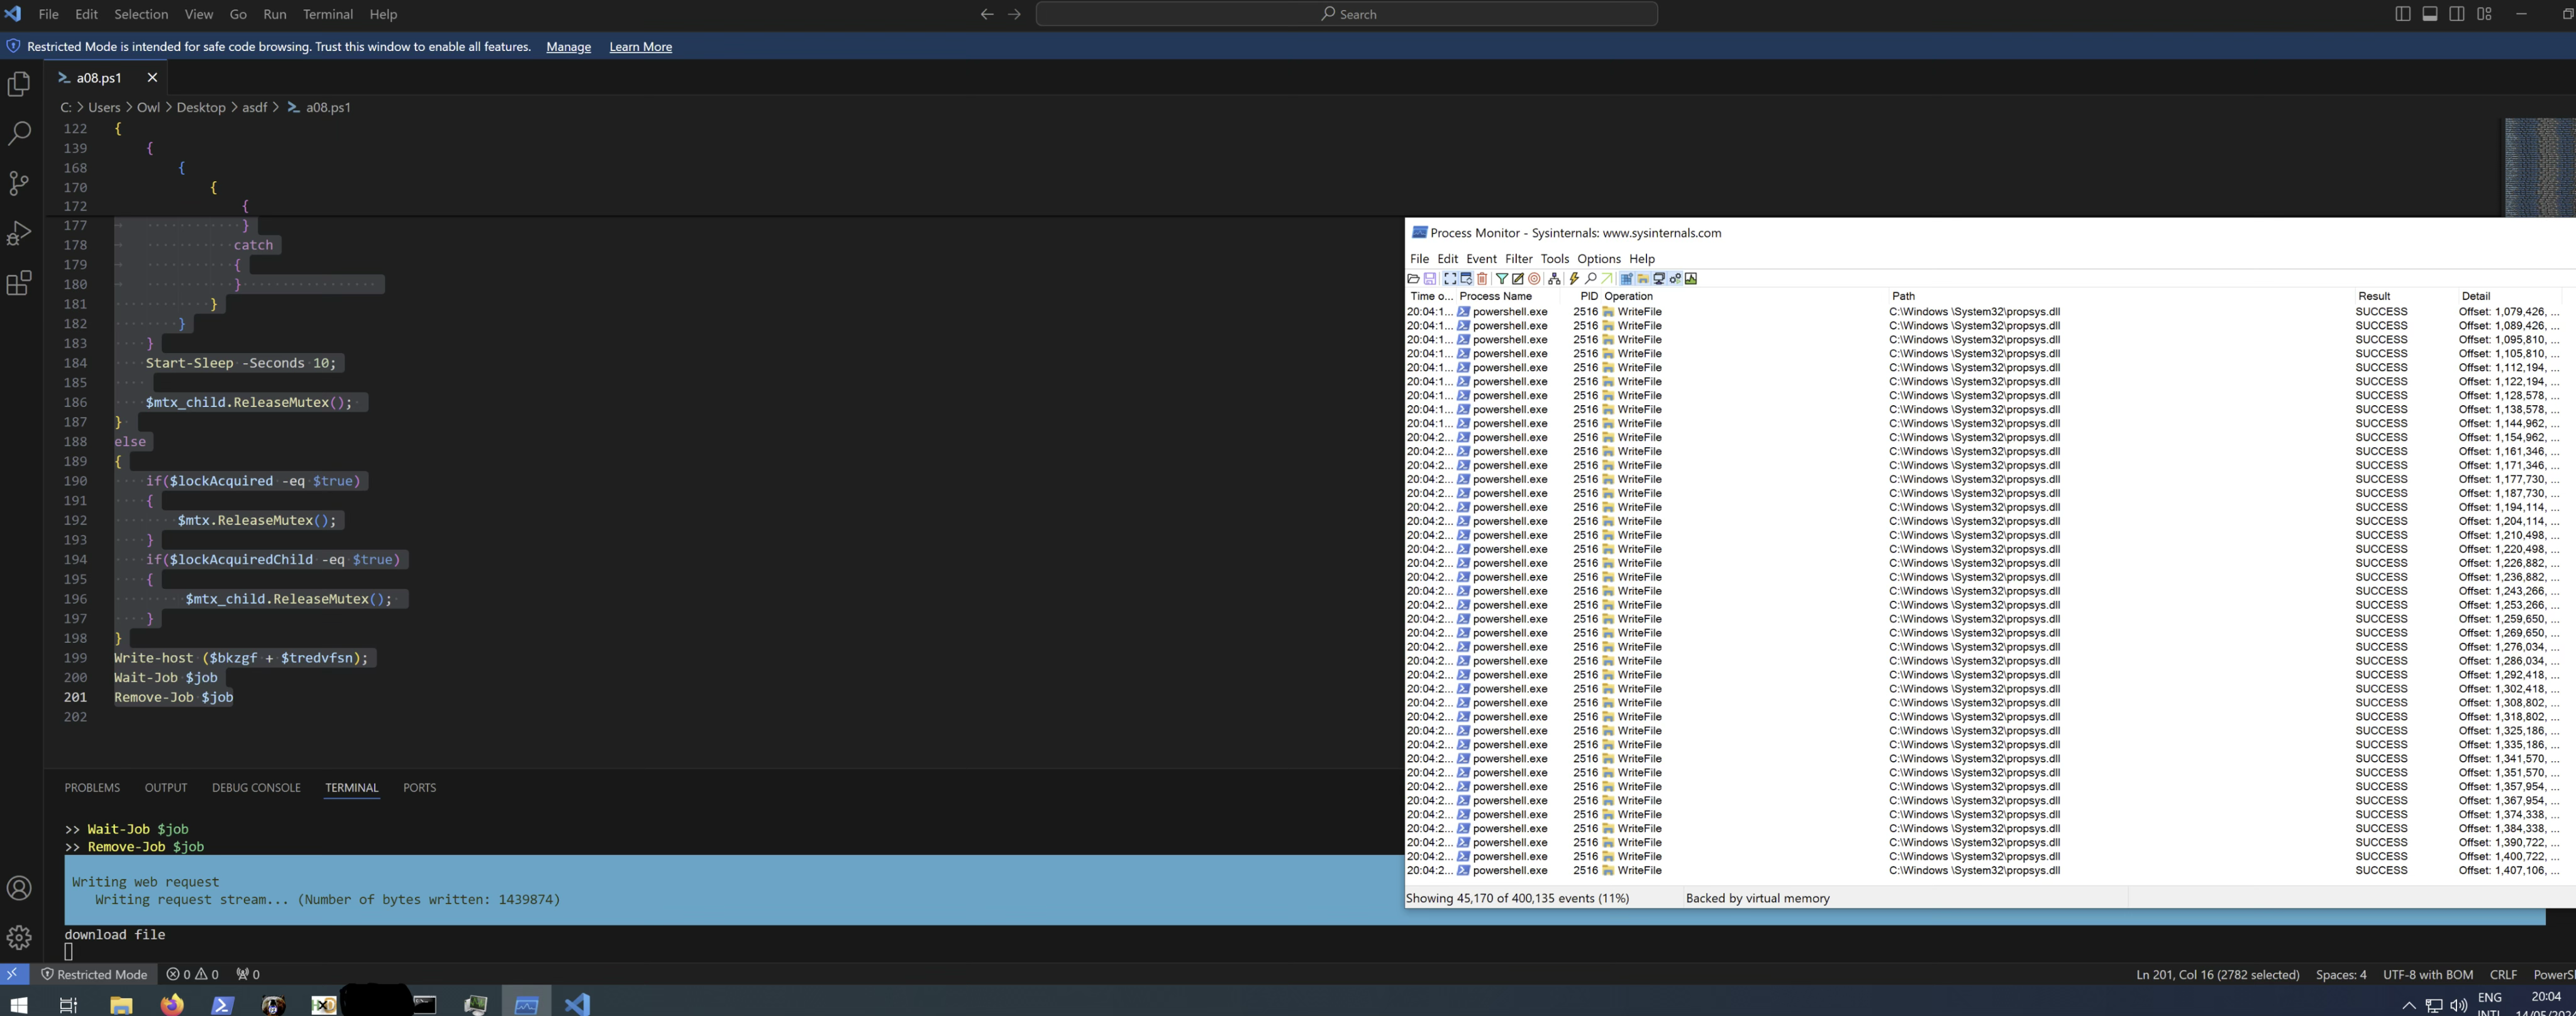 File Edit Selection View Go Run Terminal Help
Search
Restricted Mode is intended for safe code browsing. Trust this window to enable all features. Manage Learn More
a08.ps1
C: > Users > Owl > Desktop > asdf > a08.ps1
122 {
139 {
168 {
170 {
172 {
177 }
178 catch
179 {
180 }
181 }
182 }
183 }
184 Start-Sleep -Seconds 10;
185
186 $mtx_child.ReleaseMutex();
187 }
188 else
189 {
190 if($lockAcquired -eq $true)
191 {
192 $mtx.ReleaseMutex();
193 }
194 if($lockAcquiredChild -eq $true)
195 {
196 $mtx_child.ReleaseMutex();
197 }
198 }
199 Write-host ($bkzgf + $tredvfsn);
200 Wait-Job $job
201 Remove-Job $job
202
PROBLEMS OUTPUT DEBUG CONSOLE TERMINAL PORTS
>> Wait-Job $job
>> Remove-Job $job
Writing web request
Writing request stream... (Number of bytes written: 1439874)
download file
Process Monitor - Sysinternals: www.sysinternals.com
File Edit Event Filter Tools Options Help
Time o... Process Name PID Operation Path Result Detail
20:04:1... powershell.exe 2516 WriteFile C:\Windows \System32\propsys.dll SUCCESS Offset: 1,079,426, ...
20:04:1... powershell.exe 2516 WriteFile C:\Windows \System32\propsys.dll SUCCESS Offset: 1,089,426, ...
20:04:1... powershell.exe 2516 WriteFile C:\Windows \System32\propsys.dll SUCCESS Offset: 1,095,810, ...
20:04:1... powershell.exe 2516 WriteFile C:\Windows \System32\propsys.dll SUCCESS Offset: 1,105,810, ...
20:04:1... powershell.exe 2516 WriteFile C:\Windows \System32\propsys.dll SUCCESS Offset: 1,112,194, ...
20:04:1... powershell.exe 2516 WriteFile C:\Windows \System32\propsys.dll SUCCESS Offset: 1,122,194, ...
20:04:1... powershell.exe 2516 WriteFile C:\Windows \System32\propsys.dll SUCCESS Offset: 1,128,578, ...
20:04:1... powershell.exe 2516 WriteFile C:\Windows \System32\propsys.dll SUCCESS Offset: 1,138,578, ...
20:04:1... powershell.exe 2516 WriteFile C:\Windows \System32\propsys.dll SUCCESS Offset: 1,144,962, ...
20:04:2... powershell.exe 2516 WriteFile C:\Windows \System32\propsys.dll SUCCESS Offset: 1,154,962, ...
20:04:2... powershell.exe 2516 WriteFile C:\Windows \System32\propsys.dll SUCCESS Offset: 1,161,346, ...
20:04:2... powershell.exe 2516 WriteFile C:\Windows \System32\propsys.dll SUCCESS Offset: 1,171,346, ...
20:04:2... powershell.exe 2516 WriteFile C:\Windows \System32\propsys.dll SUCCESS Offset: 1,177,730, ...
20:04:2... powershell.exe 2516 WriteFile C:\Windows \System32\propsys.dll SUCCESS Offset: 1,187,730, ...
20:04:2... powershell.exe 2516 WriteFile C:\Windows \System32\propsys.dll SUCCESS Offset: 1,194,114, ...
20:04:2... powershell.exe 2516 WriteFile C:\Windows \System32\propsys.dll SUCCESS Offset: 1,204,114, ...
20:04:2... powershell.exe 2516 WriteFile C:\Windows \System32\propsys.dll SUCCESS Offset: 1,210,498, ...
20:04:2... powershell.exe 2516 WriteFile C:\Windows \System32\propsys.dll SUCCESS Offset: 1,220,498, ...
20:04:2... powershell.exe 2516 WriteFile C:\Windows \System32\propsys.dll SUCCESS Offset: 1,226,882, ...
20:04:2... powershell.exe 2516 WriteFile C:\Windows \System32\propsys.dll SUCCESS Offset: 1,236,882, ...
20:04:2... powershell.exe 2516 WriteFile C:\Windows \System32\propsys.dll SUCCESS Offset: 1,243,266, ...
20:04:2... powershell.exe 2516 WriteFile C:\Windows \System32\propsys.dll SUCCESS Offset: 1,253,266, ...
20:04:2... powershell.exe 2516 WriteFile C:\Windows \System32\propsys.dll SUCCESS Offset: 1,259,650, ...
20:04:2... powershell.exe 2516 WriteFile C:\Windows \System32\propsys.dll SUCCESS Offset: 1,269,650, ...
20:04:2... powershell.exe 2516 WriteFile C:\Windows \System32\propsys.dll SUCCESS Offset: 1,276,034, ...
20:04:2... powershell.exe 2516 WriteFile C:\Windows \System32\propsys.dll SUCCESS Offset: 1,286,034, ...
20:04:2... powershell.exe 2516 WriteFile C:\Windows \System32\propsys.dll SUCCESS Offset: 1,292,418, ...
20:04:2... powershell.exe 2516 WriteFile C:\Windows \System32\propsys.dll SUCCESS Offset: 1,302,418, ...
20:04:2... powershell.exe 2516 WriteFile C:\Windows \System32\propsys.dll SUCCESS Offset: 1,308,802, ...
20:04:2... powershell.exe 2516 WriteFile C:\Windows \System32\propsys.dll SUCCESS Offset: 1,318,802, ...
20:04:2... powershell.exe 2516 WriteFile C:\Windows \System32\propsys.dll SUCCESS Offset: 1,325,186, ...
20:04:2... powershell.exe 2516 WriteFile C:\Windows \System32\propsys.dll SUCCESS Offset: 1,335,186, ...
20:04:2... powershell.exe 2516 WriteFile C:\Windows \System32\propsys.dll SUCCESS Offset: 1,341,570, ...
20:04:2... powershell.exe 2516 WriteFile C:\Windows \System32\propsys.dll SUCCESS Offset: 1,351,570, ...
20:04:2... powershell.exe 2516 WriteFile C:\Windows \System32\propsys.dll SUCCESS Offset: 1,357,954, ...
20:04:2... powershell.exe 2516 WriteFile C:\Windows \System32\propsys.dll SUCCESS Offset: 1,367,954, ...
20:04:2... powershell.exe 2516 WriteFile C:\Windows \System32\propsys.dll SUCCESS Offset: 1,374,338, ...
20:04:2... powershell.exe 2516 WriteFile C:\Windows \System32\propsys.dll SUCCESS Offset: 1,384,338, ...
20:04:2... powershell.exe 2516 WriteFile C:\Windows \System32\propsys.dll SUCCESS Offset: 1,390,722, ...
20:04:2... powershell.exe 2516 WriteFile C:\Windows \System32\propsys.dll SUCCESS Offset: 1,400,722, ...
20:04:2... powershell.exe 2516 WriteFile C:\Windows \System32\propsys.dll SUCCESS Offset: 1,407,106, ...
Showing 45,170 of 400,135 events (11%) Backed by virtual memory
Restricted Mode 0 0 0 Ln 201, Col 16 (2782 selected) Spaces: 4 UTF-8 with BOM CRLF PowerS
ENG 20:04